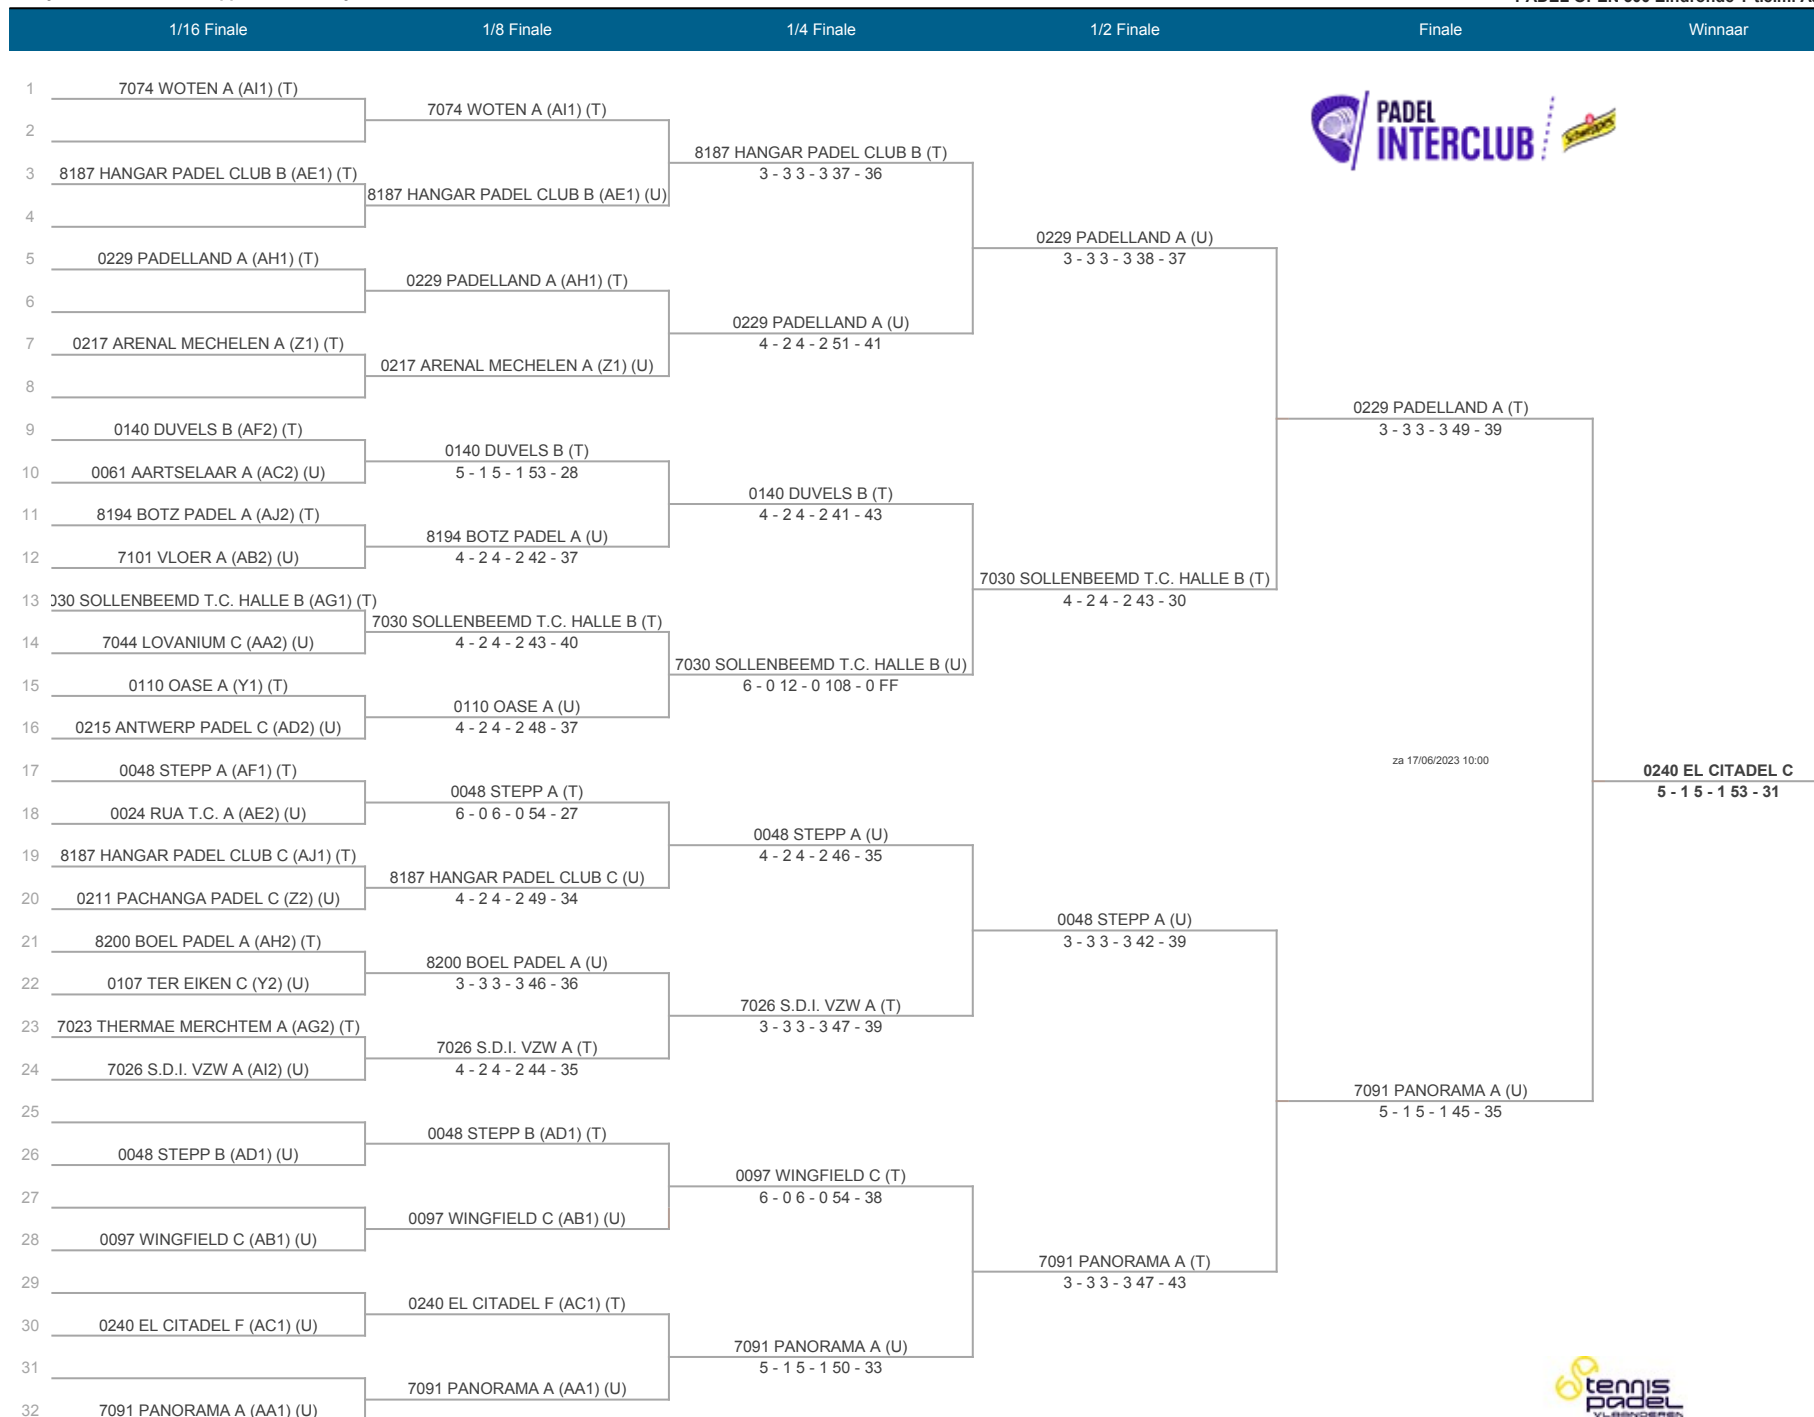 1/16 Finale 1/8 Finale 1/4 Finale 1/2 Finale Finale Winnaar
1 7074 WOTEN A (AI1) (T)
7074 WOTEN A (AI1) (T)
2
8187 HANGAR PADEL CLUB B (T)
3 - 3 3 - 3 37 - 36
3 8187 HANGAR PADEL CLUB B (AE1) (T)
8187 HANGAR PADEL CLUB B (AE1) (U)
4
0229 PADELLAND A (U)
3 - 3 3 - 3 38 - 37
5 0229 PADELLAND A (AH1) (T)
0229 PADELLAND A (AH1) (T)
6
0229 PADELLAND A (U)
4 - 2 4 - 2 51 - 41
7 0217 ARENAL MECHELEN A (Z1) (T)
0217 ARENAL MECHELEN A (Z1) (U)
8
0229 PADELLAND A (T)
3 - 3 3 - 3 49 - 39
9 0140 DUVELS B (AF2) (T)
0140 DUVELS B (T)
5 - 1 5 - 1 53 - 28
10 0061 AARTSELAAR A (AC2) (U)
0140 DUVELS B (T)
4 - 2 4 - 2 41 - 43
11 8194 BOTZ PADEL A (AJ2) (T)
8194 BOTZ PADEL A (U)
4 - 2 4 - 2 42 - 37
12 7101 VLOER A (AB2) (U)
7030 SOLLENBEEMD T.C. HALLE B (T)
4 - 2 4 - 2 43 - 30
13 030 SOLLENBEEMD T.C. HALLE B (AG1) (T)
7030 SOLLENBEEMD T.C. HALLE B (T)
4 - 2 4 - 2 43 - 40
14 7044 LOVANIUM C (AA2) (U)
7030 SOLLENBEEMD T.C. HALLE B (U)
6 - 0 12 - 0 108 - 0 FF
15 0110 OASE A (Y1) (T)
0110 OASE A (U)
4 - 2 4 - 2 48 - 37
16 0215 ANTWERP PADEL C (AD2) (U)
za 17/06/2023 10:00
0240 EL CITADEL C
5 - 1 5 - 1 53 - 31
17 0048 STEPP A (AF1) (T)
0048 STEPP A (T)
6 - 0 6 - 0 54 - 27
18 0024 RUA T.C. A (AE2) (U)
0048 STEPP A (U)
4 - 2 4 - 2 46 - 35
19 8187 HANGAR PADEL CLUB C (AJ1) (T)
8187 HANGAR PADEL CLUB C (U)
4 - 2 4 - 2 49 - 34
20 0211 PACHANGA PADEL C (Z2) (U)
0048 STEPP A (U)
3 - 3 3 - 3 42 - 39
21 8200 BOEL PADEL A (AH2) (T)
8200 BOEL PADEL A (U)
3 - 3 3 - 3 46 - 36
22 0107 TER EIKEN C (Y2) (U)
7026 S.D.I. VZW A (T)
3 - 3 3 - 3 47 - 39
23 7023 THERMAE MERCHTEM A (AG2) (T)
7026 S.D.I. VZW A (T)
4 - 2 4 - 2 44 - 35
24 7026 S.D.I. VZW A (AI2) (U)
7091 PANORAMA A (U)
5 - 1 5 - 1 45 - 35
25
0048 STEPP B (AD1) (T)
26 0048 STEPP B (AD1) (U)
0097 WINGFIELD C (T)
6 - 0 6 - 0 54 - 38
27
0097 WINGFIELD C (AB1) (U)
28 0097 WINGFIELD C (AB1) (U)
7091 PANORAMA A (T)
3 - 3 3 - 3 47 - 43
29
0240 EL CITADEL F (AC1) (T)
30 0240 EL CITADEL F (AC1) (U)
7091 PANORAMA A (U)
5 - 1 5 - 1 50 - 33
31
7091 PANORAMA A (AA1) (U)
32 7091 PANORAMA A (AA1) (U)
PADEL
INTERCLUB
Schweppes
tennis
padel
VLAANDEREN